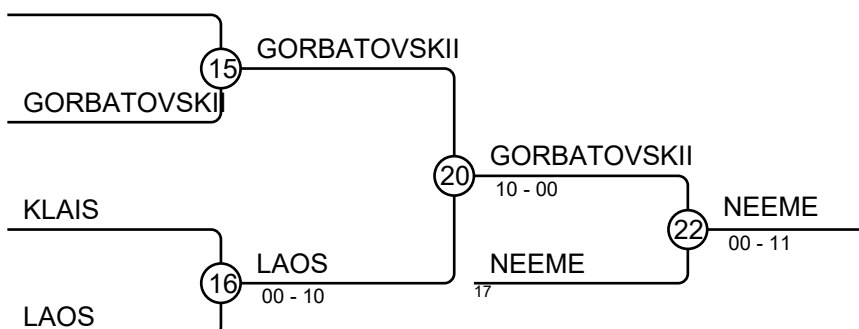 GORBATOVSKII
15
GORBATOVSKII
20
GORBATOVSKII
10 - 00
KLAIS
22
NEEME
00 - 11
16
LAOS
00 - 10
NEEME
17
LAOS